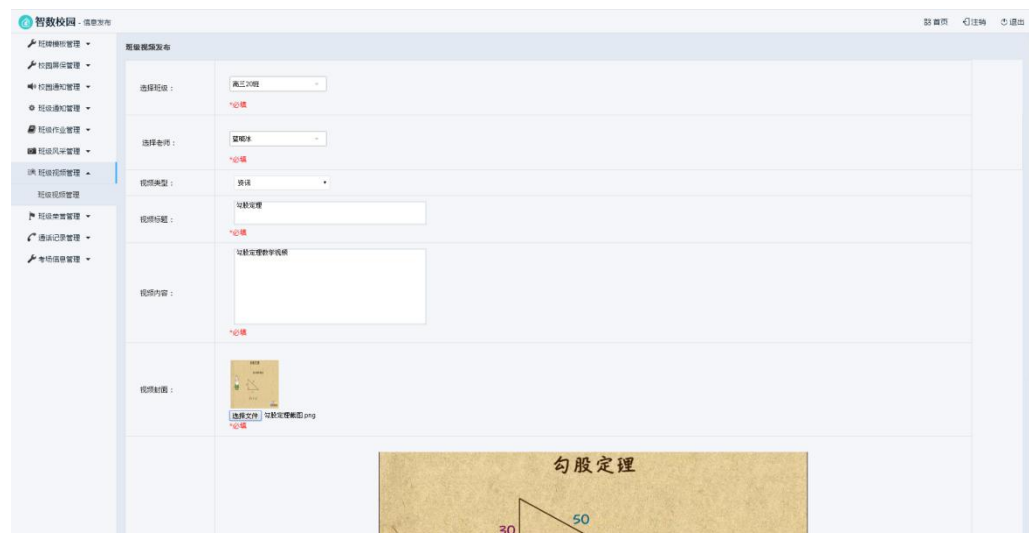 智数校园 - 信息发布
首页 注销 退出
班牌模板管理
校园屏保管理
校园通知管理
班级通知管理
班级作业管理
班级风采管理
班级视频管理
班级视频管理
班级荣誉管理
通话记录管理
考场信息管理
班级视频发布
选择班级：
高三20班
*必填
选择老师：
*必填
视频类型：
视频标题：
勾股定理
*必填
视频内容：
勾股定理教学视频
*必填
视频封面：
选择文件 勾股定理截图.png
*必填
勾股定理
30
50